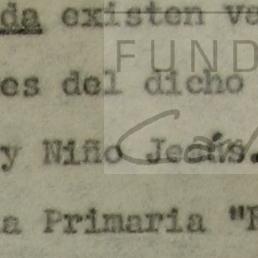 da existen ve
es del dicho
y Niño Jesús.
a Primaria "F
FUND